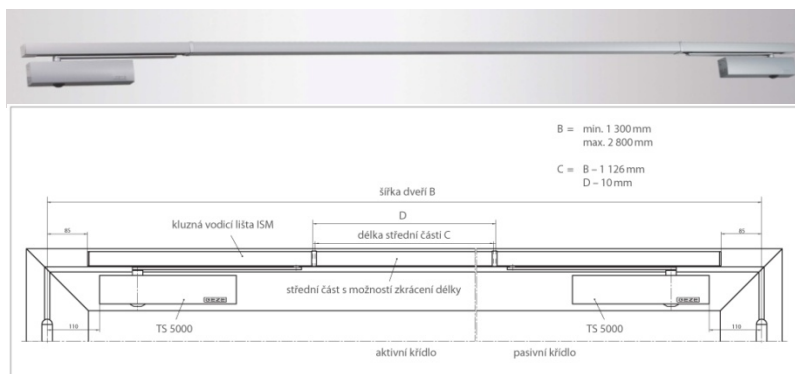 B = min. 1 300 mm
max. 2 800 mm
C = B – 1 126 mm
D – 10 mm
šířka dveří B
85
kluzná vodicí lišta ISM
D
délka střední části C
85
střední část s možností zkrácení délky
GEZE
GEZE
110
TS 5000
TS 5000
110
aktivní křídlo
pasivní křídlo